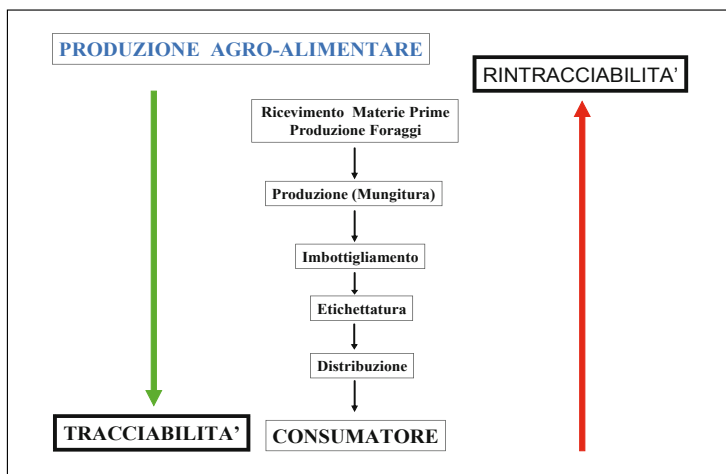 PRODUZIONE AGRO-ALIMENTARE
RINTRACCIABILITA’
Ricevimento Materie Prime
Produzione Foraggi
Produzione (Mungitura)
Imbottigliamento
Etichettatura
Distribuzione
TRACCIABILITA’
CONSUMATORE